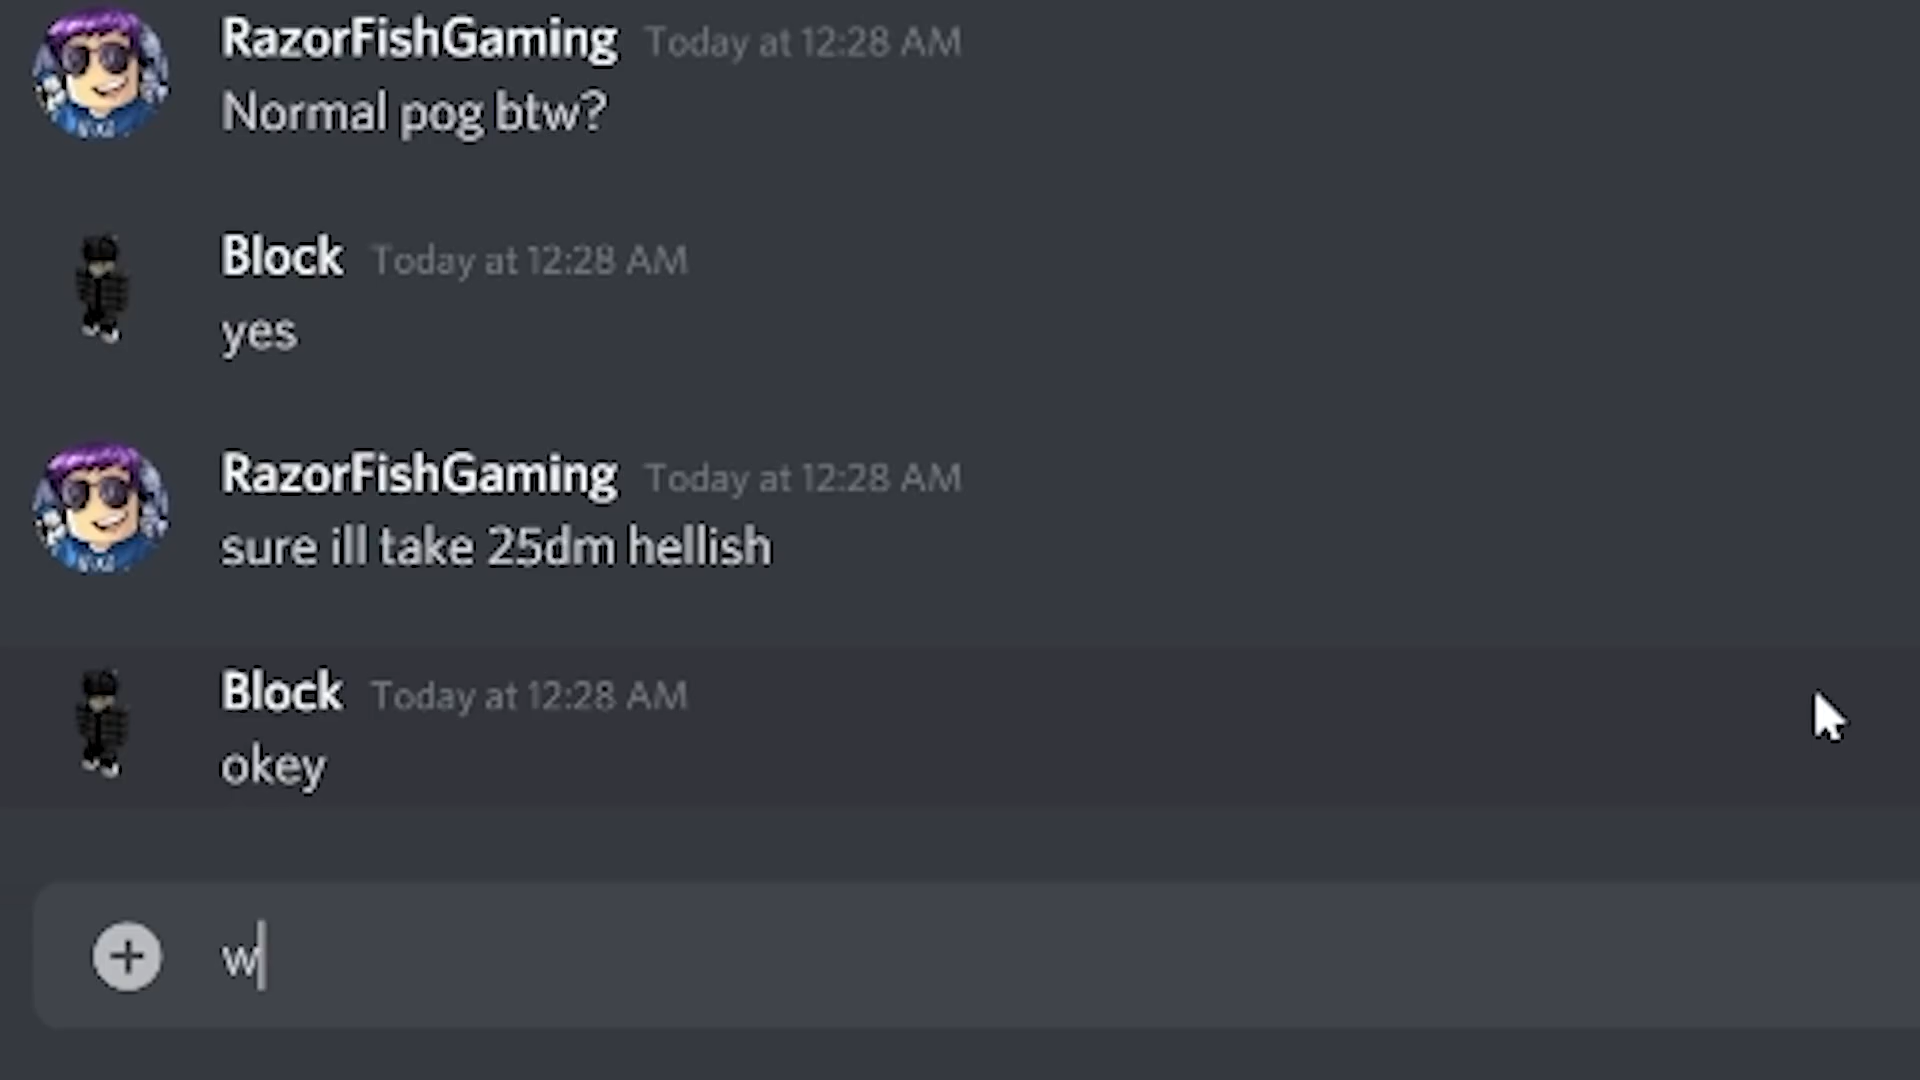 RazorFishGaming Today at 12:28 AM
Normal pog btw?
Block Today at 12:28 AM
yes
RazorFishGaming Today at 12:28 AM
sure ill take 25dm hellish
Block Today at 12:28 AM
okey
w